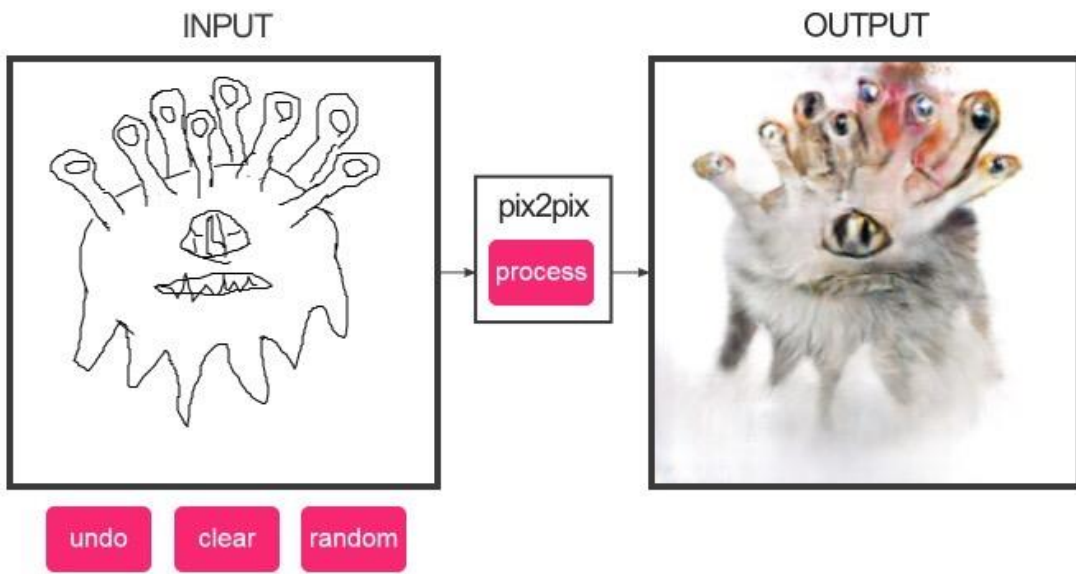 INPUT
OUTPUT
pix2pix
process
undo
clear
random